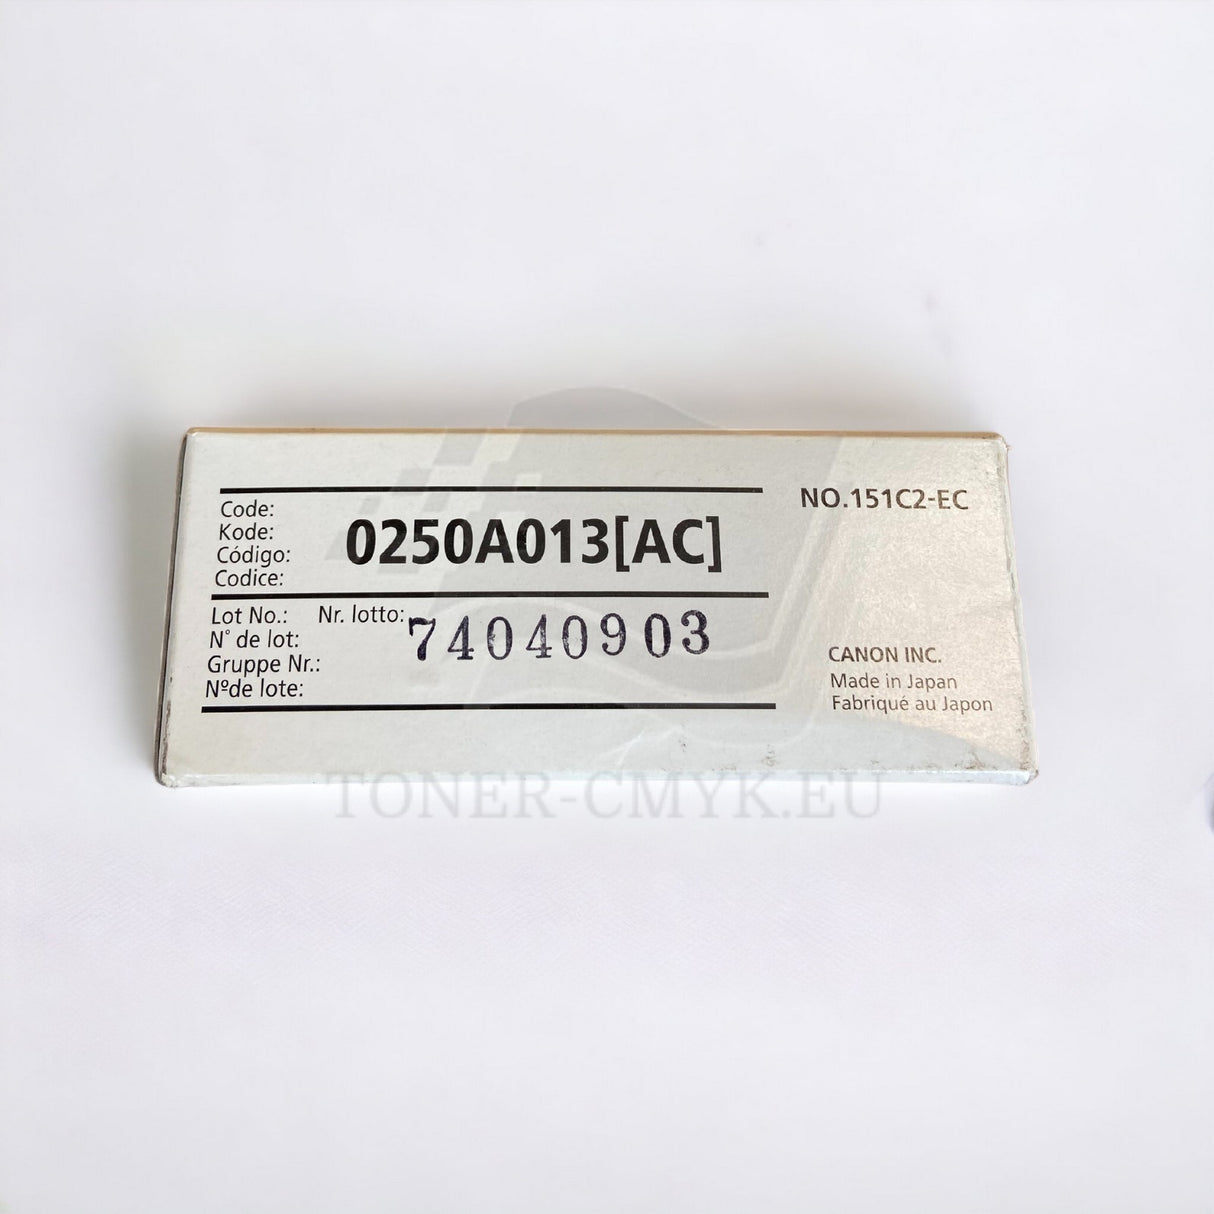 Code:
Kode:
Código:
Codice:
0250A013[AC]
NO.151C2-EC
Lot No.: Nr. lotto:
N° de lot:
Gruppe Nr.:
Nºde lote:
74040903
CANON INC.
Made in Japan
Fabriqué au Japon
TONER-CMYK.EU